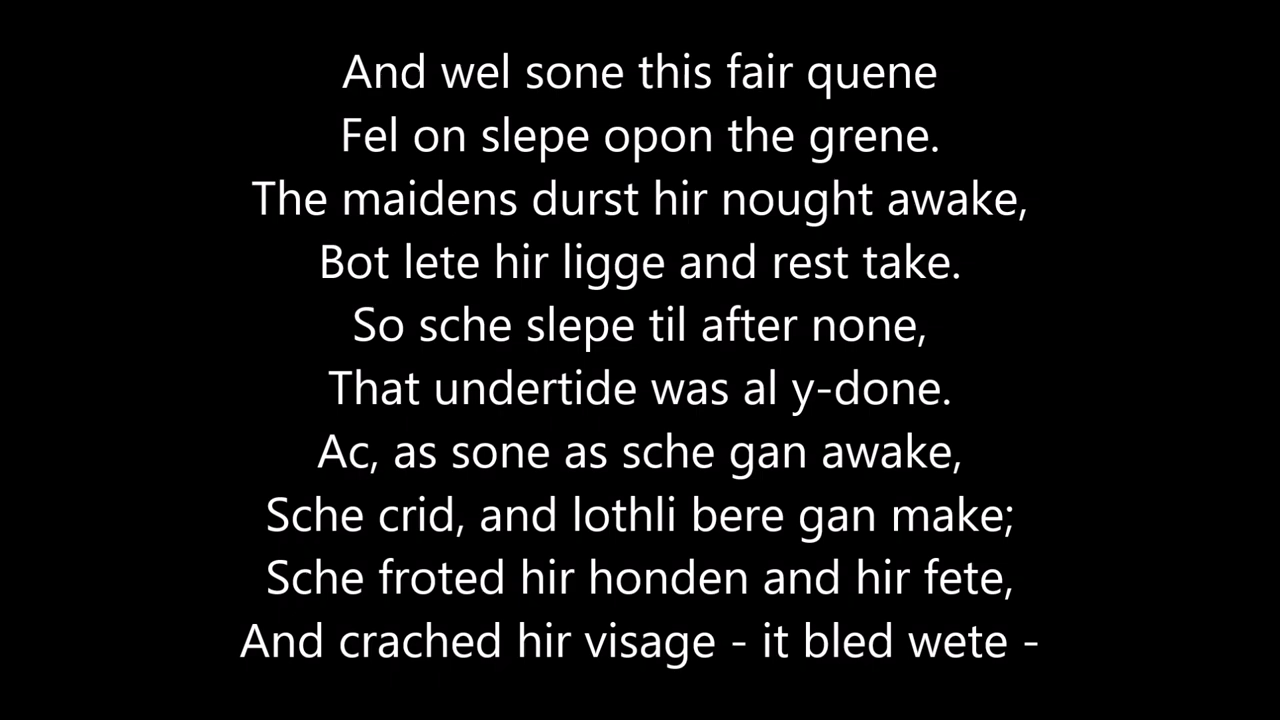 And wel sone this fair quene
Fel on slepe opon the grene.
The maidens durst hir nought awake,
Bot lete hir ligge and rest take.
So sche slepe til after none,
That undertide was al y-done.
Ac, as sone as sche gan awake,
Sche crid, and lothli bere gan make;
Sche froted hir honden and hir fete,
And crached hir visage - it bled wete -